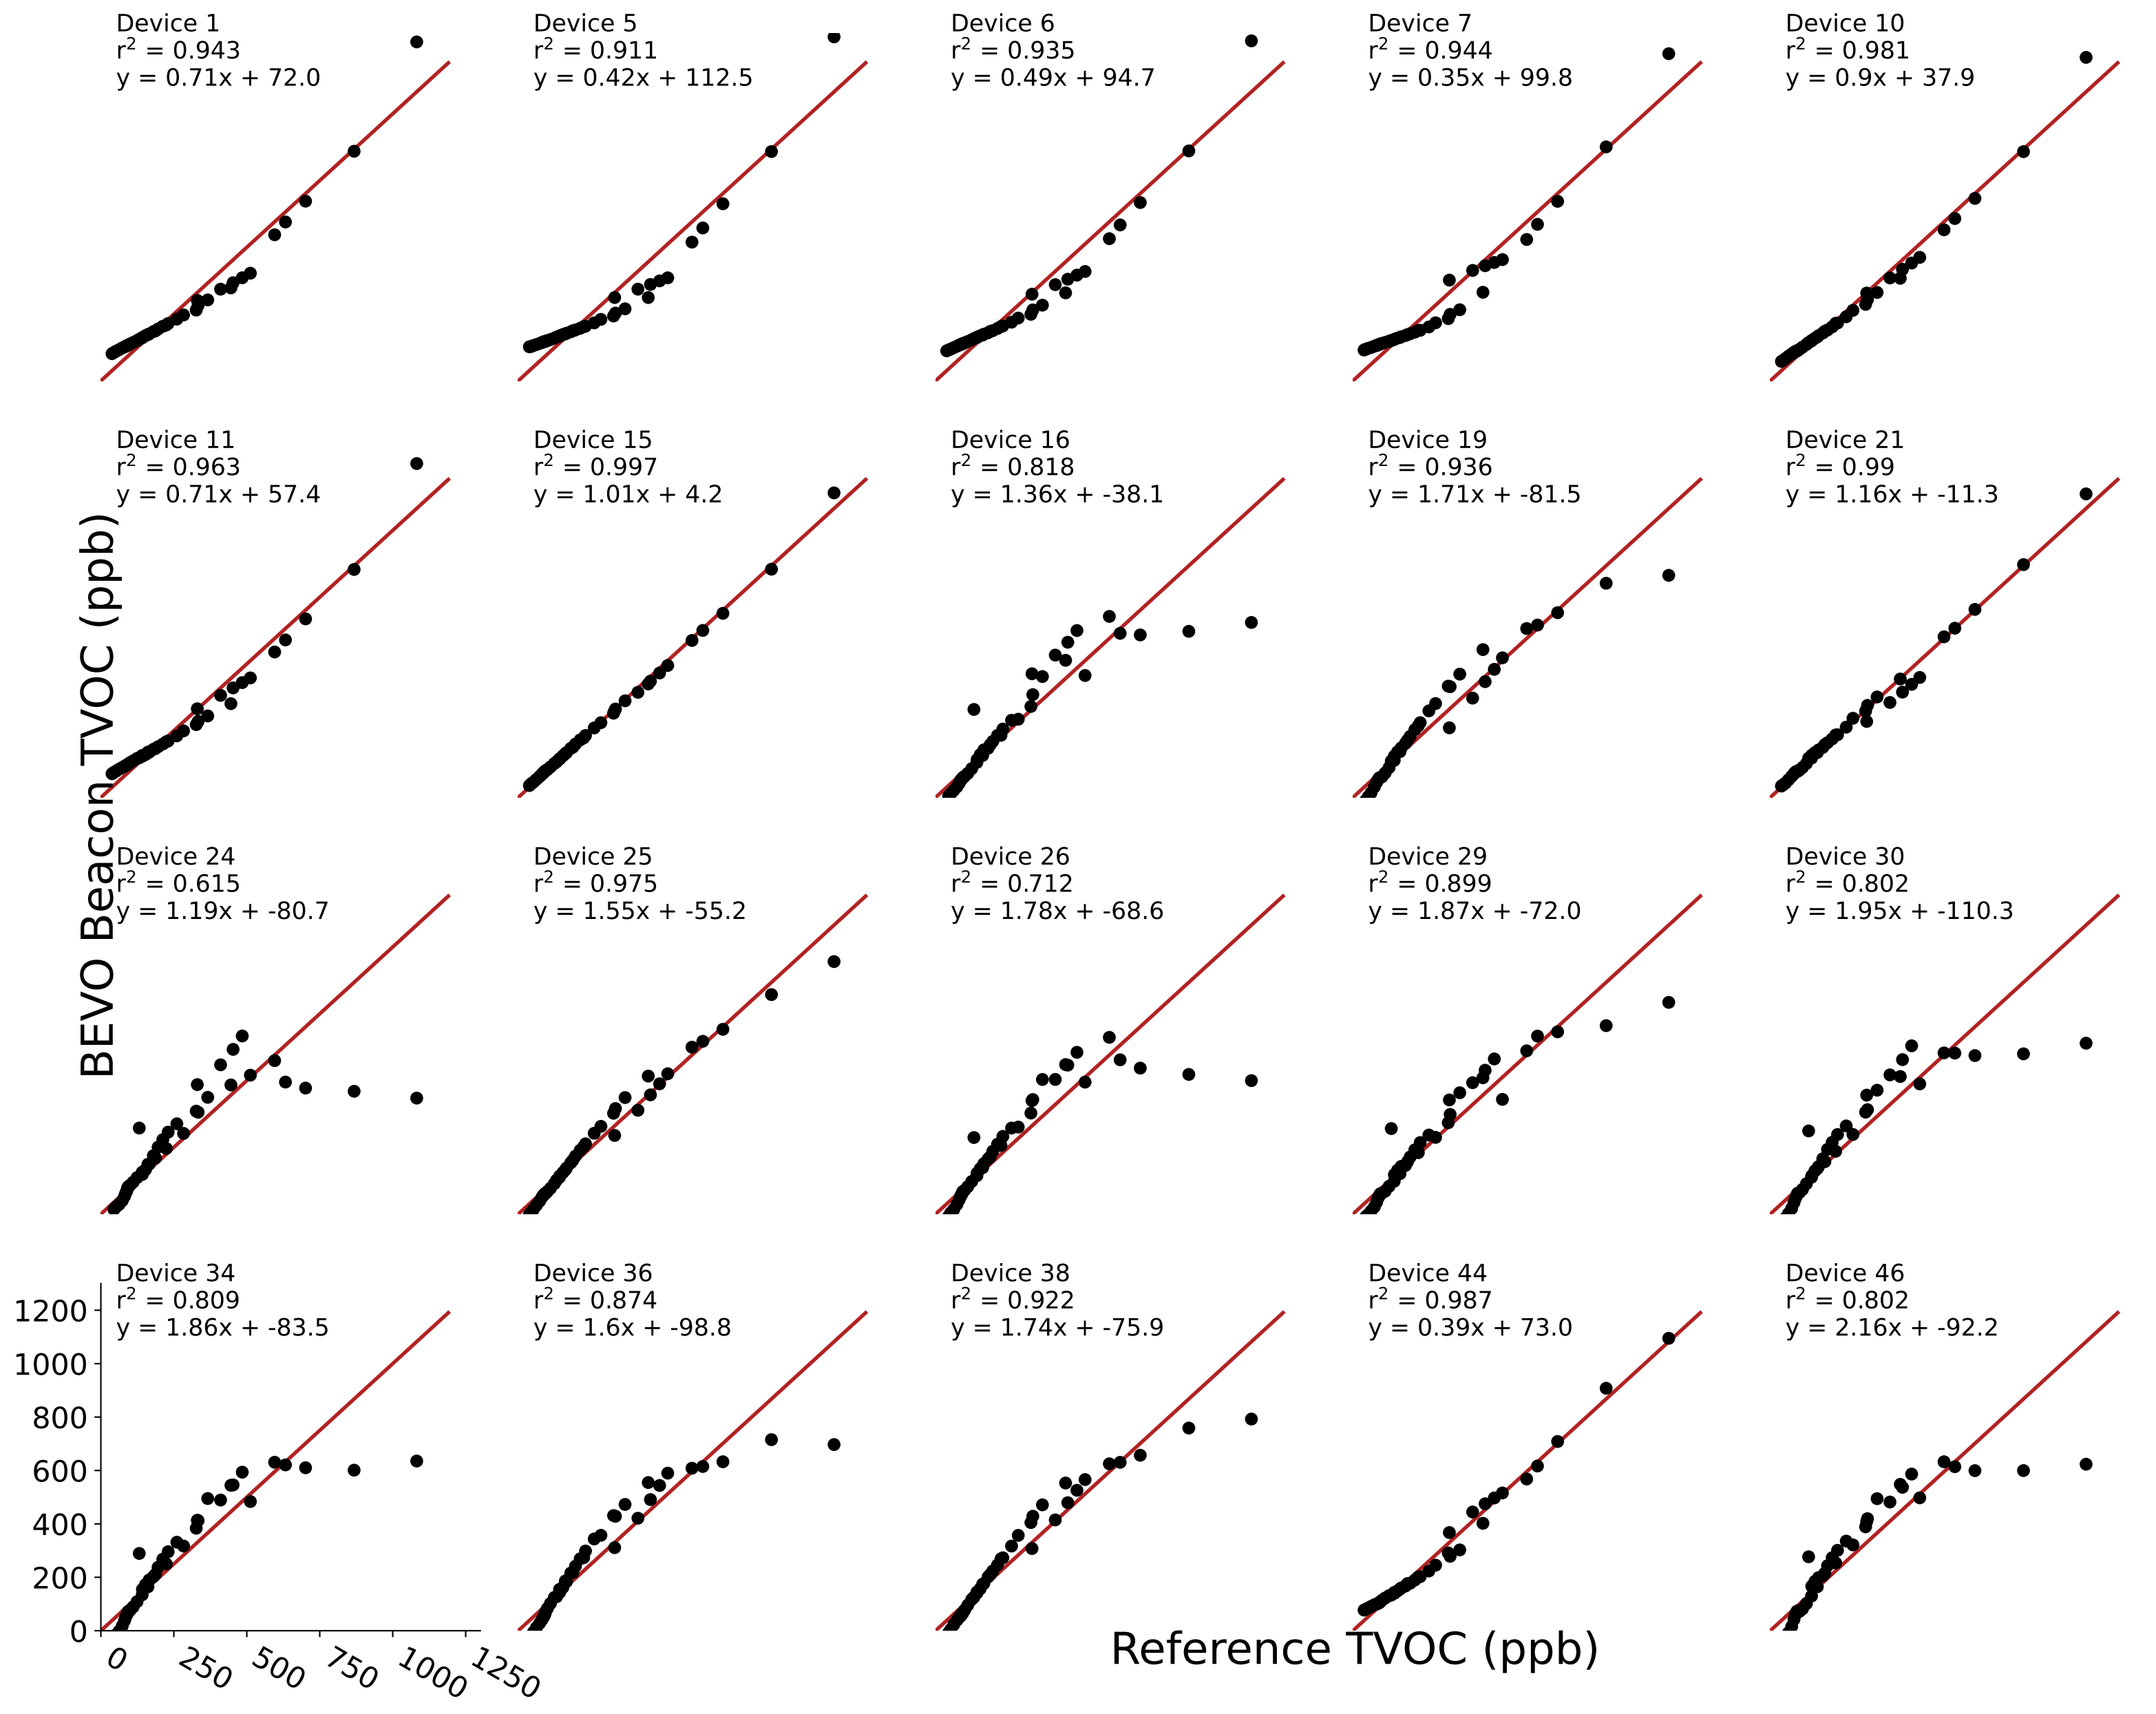 Device 1
r² = 0.943
y = 0.71x + 72.0
Device 5
r² = 0.911
y = 0.42x + 112.5
Device 6
r² = 0.935
y = 0.49x + 94.7
Device 7
r² = 0.944
y = 0.35x + 99.8
Device 10
r² = 0.981
y = 0.9x + 37.9
Device 11
r² = 0.963
y = 0.71x + 57.4
Device 15
r² = 0.997
y = 1.01x + 4.2
Device 16
r² = 0.818
y = 1.36x + -38.1
Device 19
r² = 0.936
y = 1.71x + -81.5
Device 21
r² = 0.99
y = 1.16x + -11.3
BEVO Beacon TVOC (ppb)
Device 24
r² = 0.615
y = 1.19x + -80.7
Device 25
r² = 0.975
y = 1.55x + -55.2
Device 26
r² = 0.712
y = 1.78x + -68.6
Device 29
r² = 0.899
y = 1.87x + -72.0
Device 30
r² = 0.802
y = 1.95x + -110.3
Device 34
r² = 0.809
y = 1.86x + -83.5
Device 36
r² = 0.874
y = 1.6x + -98.8
Device 38
r² = 0.922
y = 1.74x + -75.9
Device 44
r² = 0.987
y = 0.39x + 73.0
Device 46
r² = 0.802
y = 2.16x + -92.2
1200
1000
800
600
400
200
0
0
250
500
750
1000
1250
Reference TVOC (ppb)